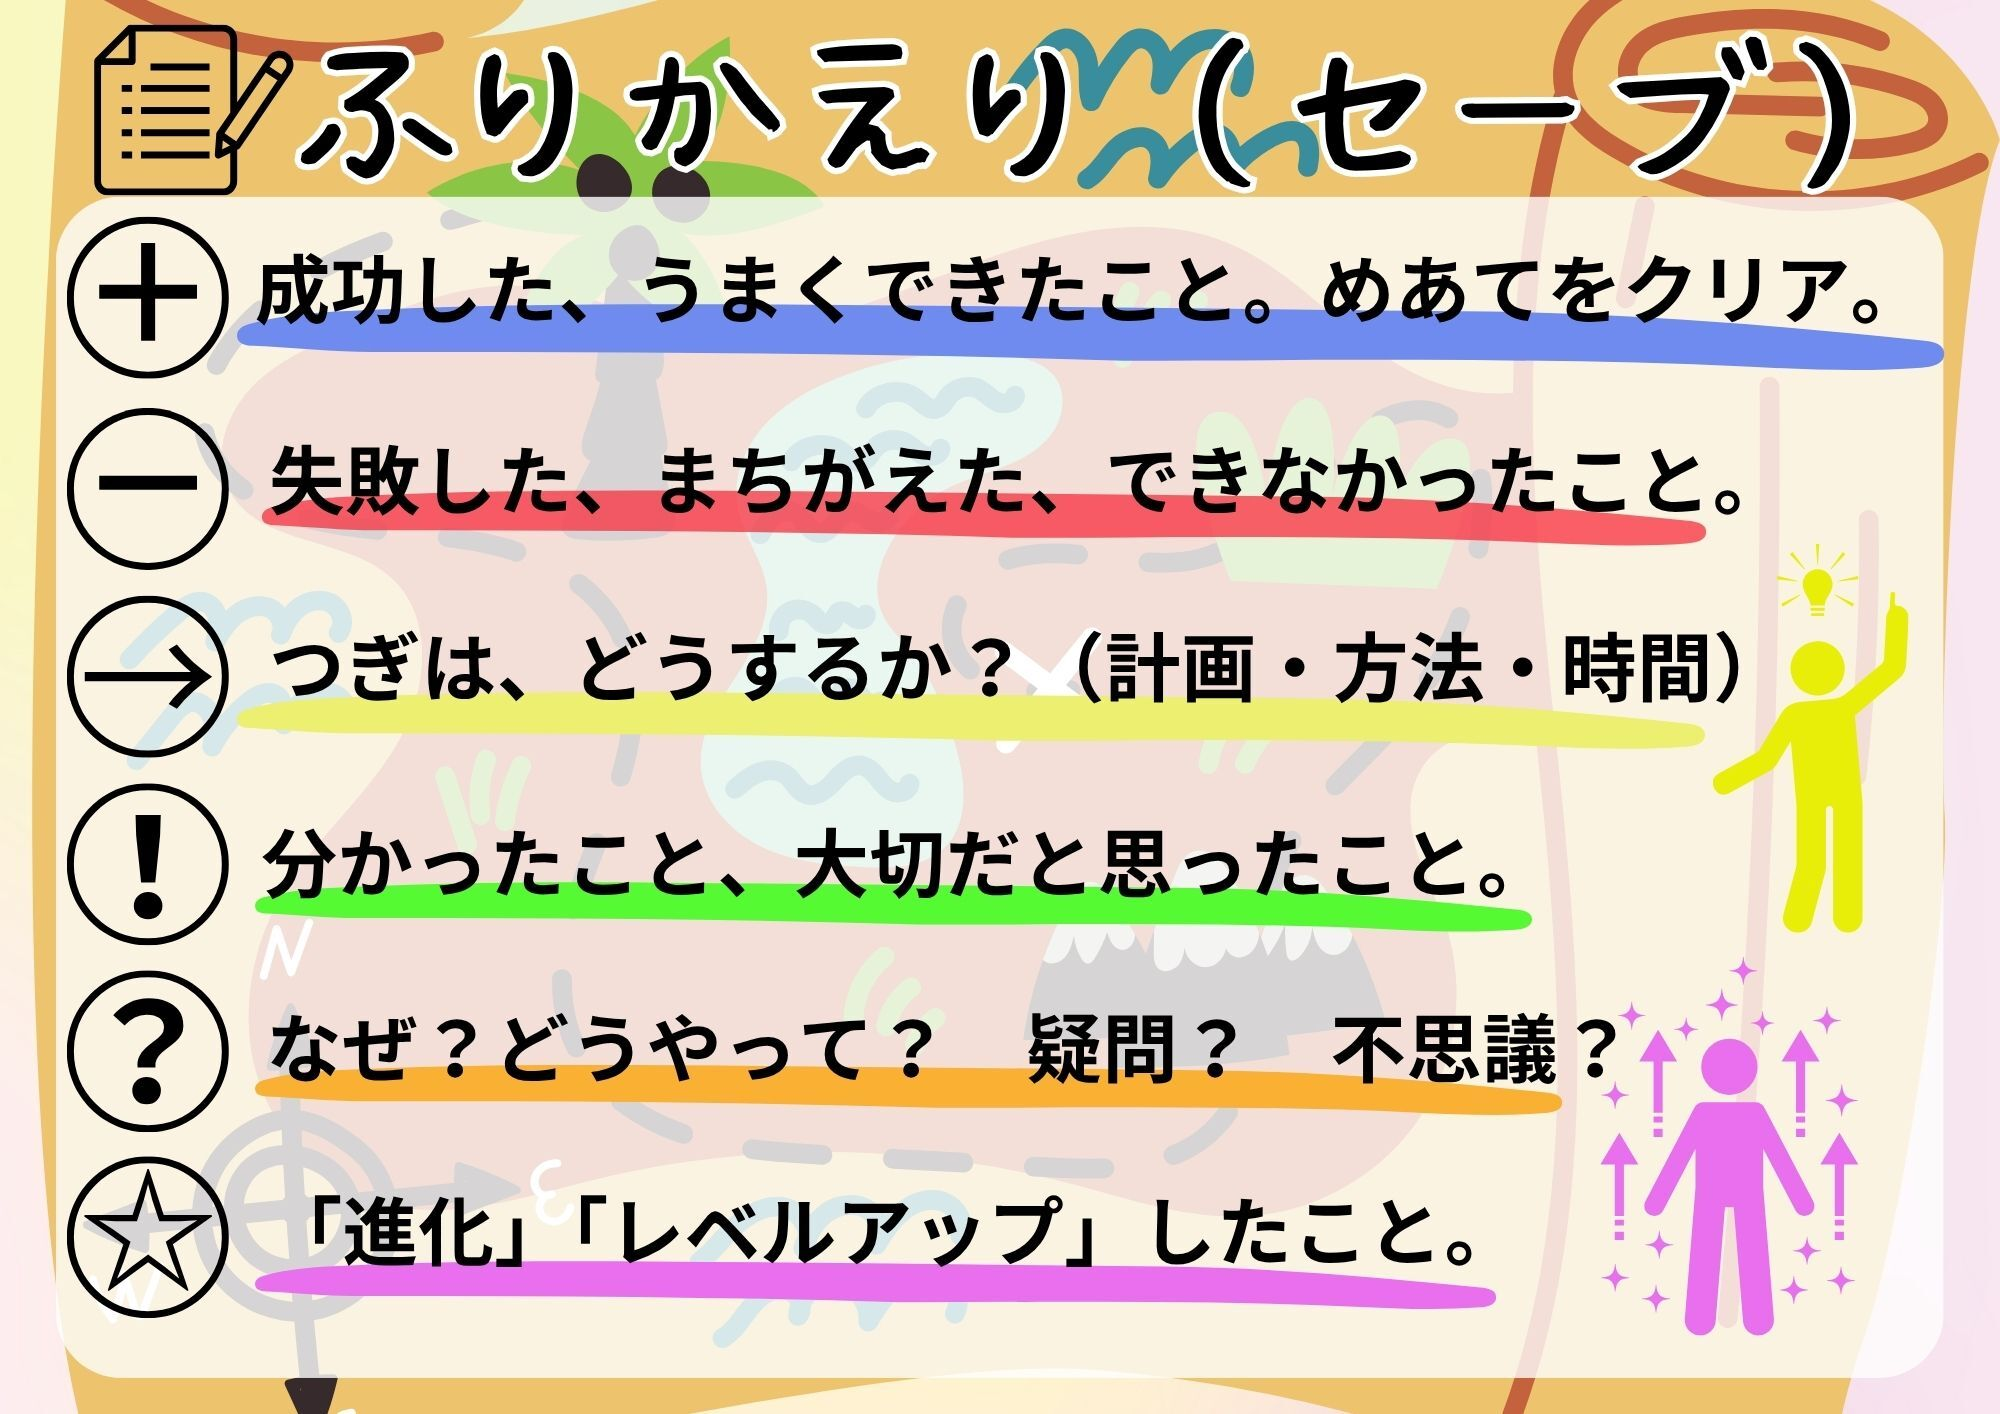 ふりかえり（セーブ）
＋ 成功した、うまくできたこと。めあてをクリア。
－ 失敗した、まちがえた、できなかったこと。
→ つぎは、どうするか？（計画・方法・時間）
！ 分かったこと、大切だと思ったこと。
？ なぜ？どうやって？　疑問？　不思議？
☆ 「進化」「レベルアップ」したこと。
N
W